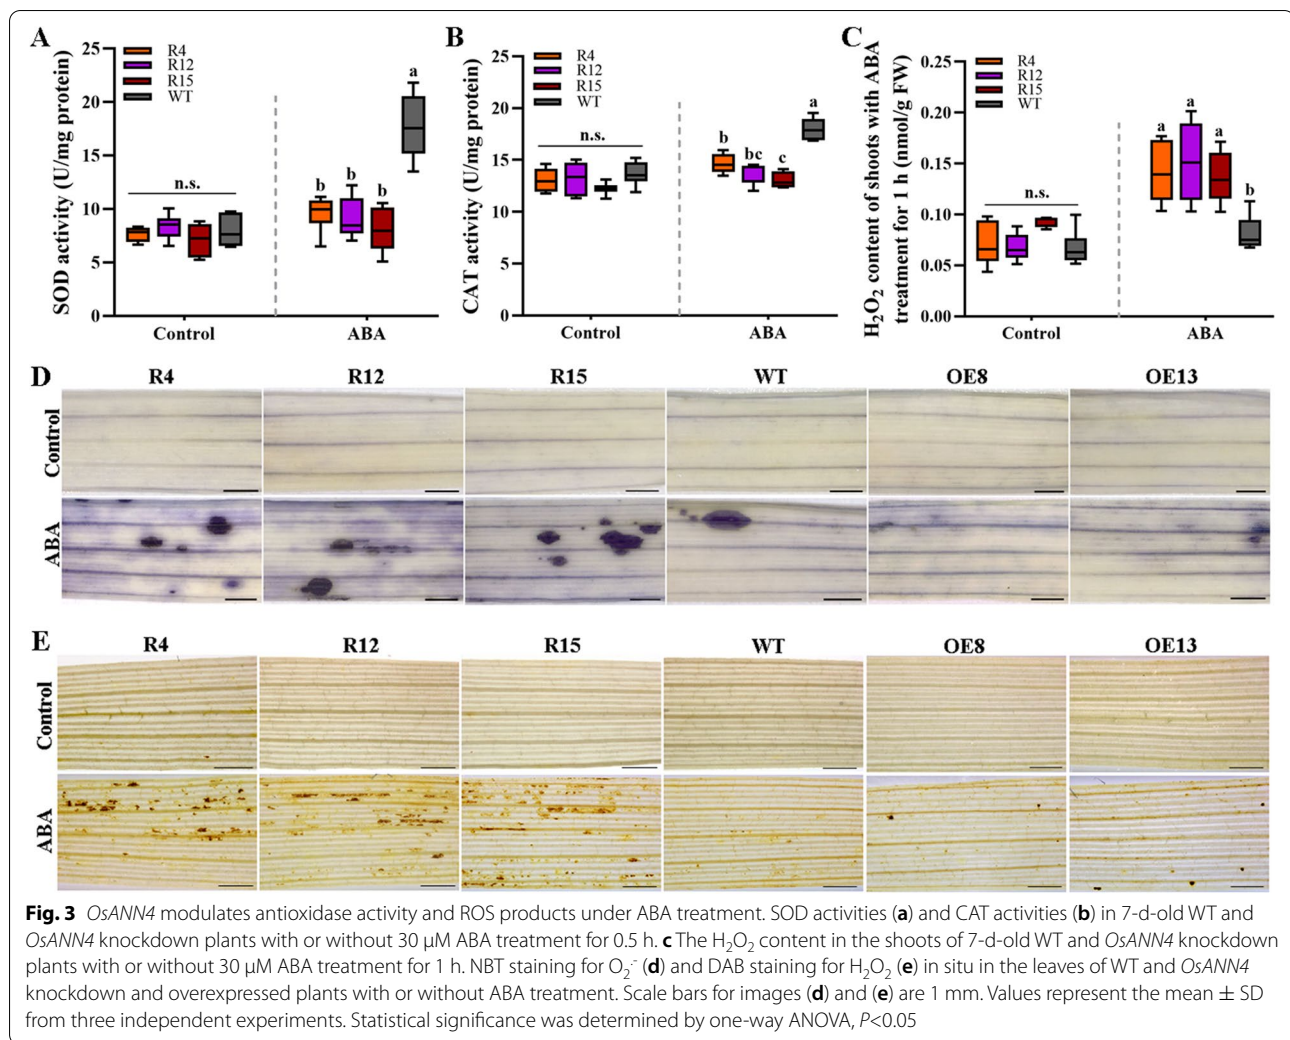 A
R4
R12
R15
WT
SOD activity (U/mg protein)
25
20
15
10
5
0
n.s.
b
b
b
a
Control
ABA
B
R4
R12
R15
WT
CAT activity (U/mg protein)
25
20
15
10
5
0
n.s.
b
bc
c
a
Control
ABA
C
R4
R12
R15
WT
H₂O₂ content of shoots with ABA
treatment for 1 h (nmol/g FW)
0.25
0.20
0.15
0.10
0.05
0.00
n.s.
a
a
a
b
Control
ABA
D
R4
R12
R15
WT
OE8
OE13
Control
ABA
E
R4
R12
R15
WT
OE8
OE13
Control
ABA
Fig. 3 OsANN4 modulates antioxidase activity and ROS products under ABA treatment. SOD activities (a) and CAT activities (b) in 7-d-old WT and
OsANN4 knockdown plants with or without 30 µM ABA treatment for 0.5 h. c The H₂O₂ content in the shoots of 7-d-old WT and OsANN4 knockdown
plants with or without 30 µM ABA treatment for 1 h. NBT staining for O₂·⁻ (d) and DAB staining for H₂O₂ (e) in situ in the leaves of WT and OsANN4
knockdown and overexpressed plants with or without ABA treatment. Scale bars for images (d) and (e) are 1 mm. Values represent the mean ± SD
from three independent experiments. Statistical significance was determined by one-way ANOVA, P<0.05